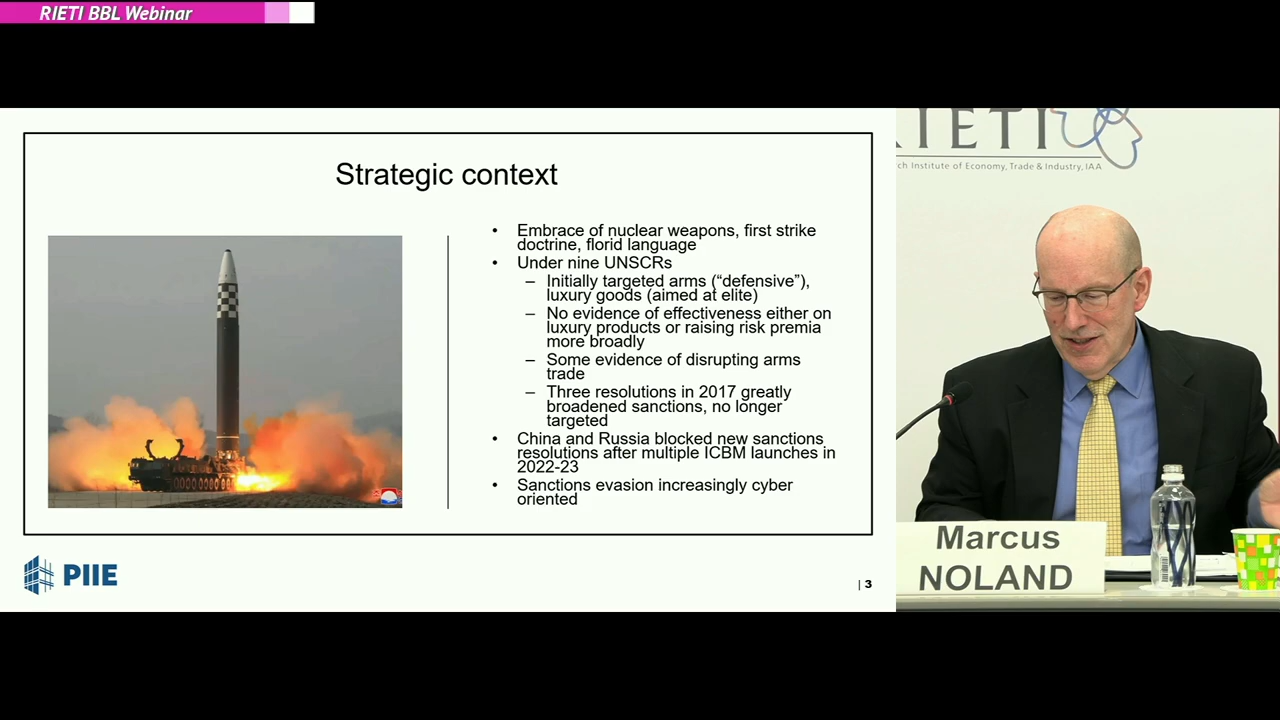 RIETI BBL Webinar
Strategic context
• Embrace of nuclear weapons, first strike
doctrine, florid language
• Under nine UNSCRs
– Initially targeted arms (“defensive”),
luxury goods (aimed at elite)
– No evidence of effectiveness either on
luxury products or raising risk premia
more broadly
– Some evidence of disrupting arms
trade
– Three resolutions in 2017 greatly
broadened sanctions, no longer
targeted
• China and Russia blocked new sanctions
resolutions after multiple ICBM launches in
2022-23
• Sanctions evasion increasingly cyber
oriented
PIIE
| 3
RIETI
rch Institute of Economy, Trade & Industry, IAA
Marcus
NOLAND